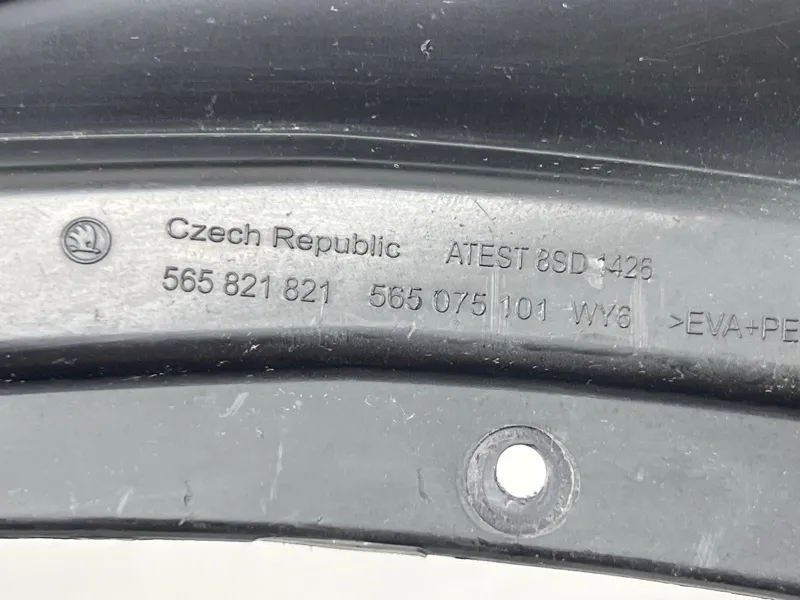 Czech Republic ATEST 8SD 1426
565 821 821 565 075 101 WY6 >EVA+PE